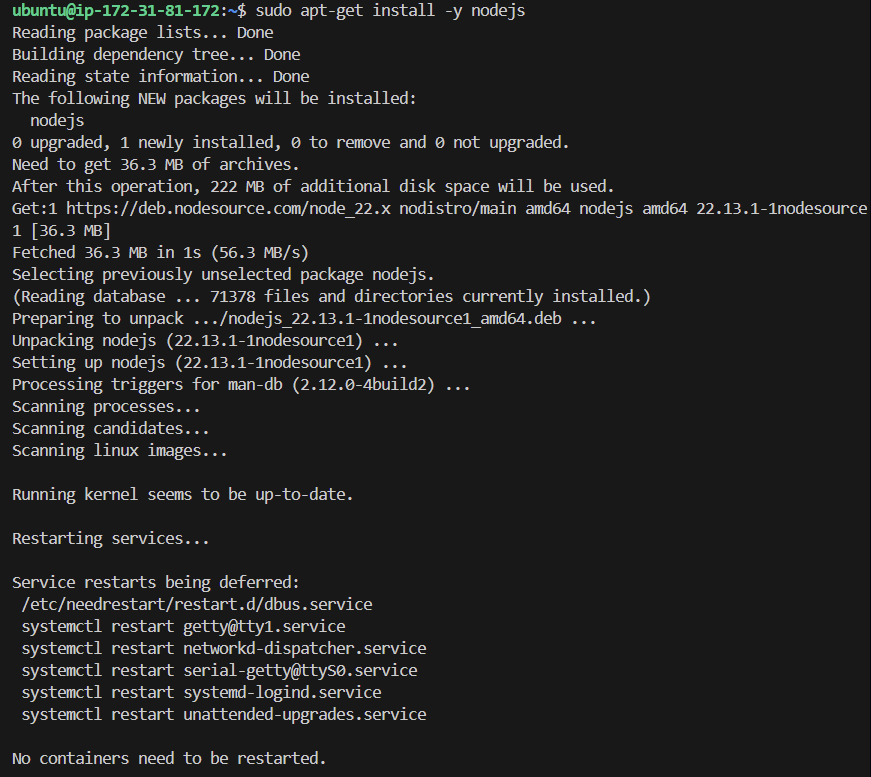 ubuntu@ip-172-31-81-172:~$ sudo apt-get install -y nodejs
Reading package lists... Done
Building dependency tree... Done
Reading state information... Done
The following NEW packages will be installed:
  nodejs
0 upgraded, 1 newly installed, 0 to remove and 0 not upgraded.
Need to get 36.3 MB of archives.
After this operation, 222 MB of additional disk space will be used.
Get:1 https://deb.nodesource.com/node_22.x nodistro/main amd64 nodejs amd64 22.13.1-1nodesource
1 [36.3 MB]
Fetched 36.3 MB in 1s (56.3 MB/s)
Selecting previously unselected package nodejs.
(Reading database ... 71378 files and directories currently installed.)
Preparing to unpack .../nodejs_22.13.1-1nodesource1_amd64.deb ...
Unpacking nodejs (22.13.1-1nodesource1) ...
Setting up nodejs (22.13.1-1nodesource1) ...
Processing triggers for man-db (2.12.0-4build2) ...
Scanning processes...
Scanning candidates...
Scanning linux images...

Running kernel seems to be up-to-date.

Restarting services...

Service restarts being deferred:
 /etc/needrestart/restart.d/dbus.service
 systemctl restart getty@tty1.service
 systemctl restart networkd-dispatcher.service
 systemctl restart serial-getty@ttyS0.service
 systemctl restart systemd-logind.service
 systemctl restart unattended-upgrades.service

No containers need to be restarted.